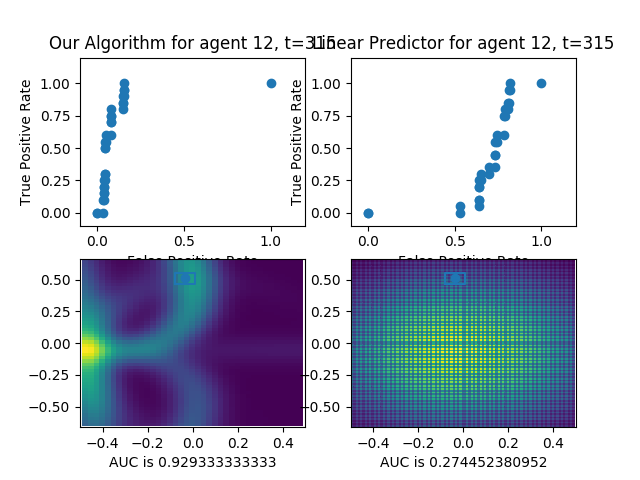 Our Algorithm for agent 12, t=315
Linear Predictor for agent 12, t=315
True Positive Rate
1.00
0.75
0.50
0.25
0.00
0.0 0.5 1.0
False Positive Rate
True Positive Rate
1.00
0.75
0.50
0.25
0.00
0.0 0.5 1.0
False Positive Rate
0.50
0.25
0.00
−0.25
−0.50
−0.4 −0.2 0.0 0.2 0.4
AUC is 0.929333333333
0.50
0.25
0.00
−0.25
−0.50
−0.4 −0.2 0.0 0.2 0.4
AUC is 0.274452380952